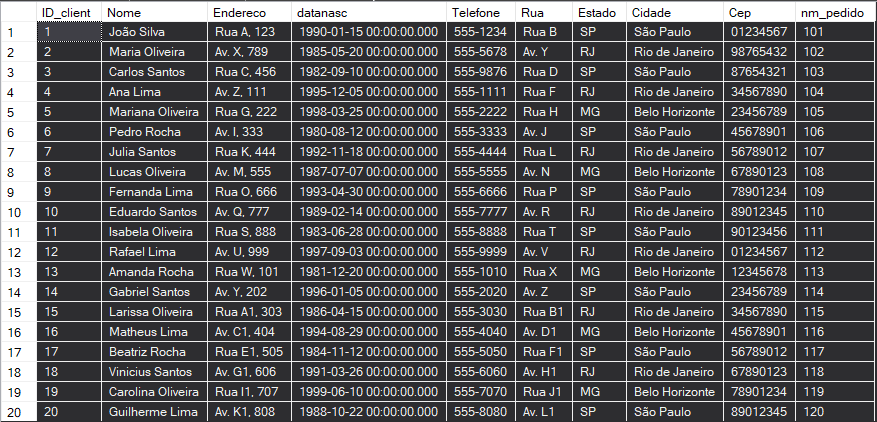 ID_client Nome Endereco datanasc Telefone Rua Estado Cidade Cep nm_pedido
1 1 João Silva Rua A, 123 1990-01-15 00:00:00.000 555-1234 Rua B SP São Paulo 01234567 101
2 2 Maria Oliveira Av. X, 789 1985-05-20 00:00:00.000 555-5678 Av. Y RJ Rio de Janeiro 98765432 102
3 3 Carlos Santos Rua C, 456 1982-09-10 00:00:00.000 555-9876 Rua D SP São Paulo 87654321 103
4 4 Ana Lima Av. Z, 111 1995-12-05 00:00:00.000 555-1111 Rua F RJ Rio de Janeiro 34567890 104
5 5 Mariana Oliveira Rua G, 222 1998-03-25 00:00:00.000 555-2222 Rua H MG Belo Horizonte 23456789 105
6 6 Pedro Rocha Av. I, 333 1980-08-12 00:00:00.000 555-3333 Av. J SP São Paulo 45678901 106
7 7 Julia Santos Rua K, 444 1992-11-18 00:00:00.000 555-4444 Rua L RJ Rio de Janeiro 56789012 107
8 8 Lucas Oliveira Av. M, 555 1987-07-07 00:00:00.000 555-5555 Av. N MG Belo Horizonte 67890123 108
9 9 Fernanda Lima Rua O, 666 1993-04-30 00:00:00.000 555-6666 Rua P SP São Paulo 78901234 109
10 10 Eduardo Santos Av. Q, 777 1989-02-14 00:00:00.000 555-7777 Av. R RJ Rio de Janeiro 89012345 110
11 11 Isabela Oliveira Rua S, 888 1983-06-28 00:00:00.000 555-8888 Rua T SP São Paulo 90123456 111
12 12 Rafael Lima Av. U, 999 1997-09-03 00:00:00.000 555-9999 Av. V RJ Rio de Janeiro 01234567 112
13 13 Amanda Rocha Rua W, 101 1981-12-20 00:00:00.000 555-1010 Rua X MG Belo Horizonte 12345678 113
14 14 Gabriel Santos Av. Y, 202 1996-01-05 00:00:00.000 555-2020 Av. Z SP São Paulo 23456789 114
15 15 Larissa Oliveira Rua A1, 303 1986-04-15 00:00:00.000 555-3030 Rua B1 RJ Rio de Janeiro 34567890 115
16 16 Matheus Lima Av. C1, 404 1994-08-29 00:00:00.000 555-4040 Av. D1 MG Belo Horizonte 45678901 116
17 17 Beatriz Rocha Rua E1, 505 1984-11-12 00:00:00.000 555-5050 Rua F1 SP São Paulo 56789012 117
18 18 Vinicius Santos Av. G1, 606 1991-03-26 00:00:00.000 555-6060 Av. H1 RJ Rio de Janeiro 67890123 118
19 19 Carolina Oliveira Rua I1, 707 1999-06-10 00:00:00.000 555-7070 Rua J1 MG Belo Horizonte 78901234 119
20 20 Guilherme Lima Av. K1, 808 1988-10-22 00:00:00.000 555-8080 Av. L1 SP São Paulo 89012345 120